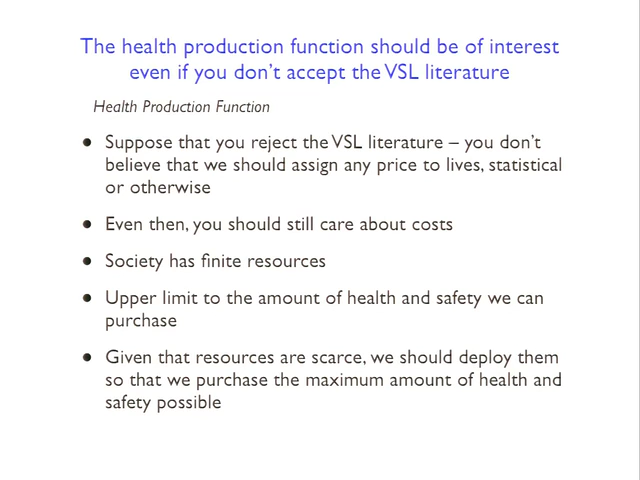 The health production function should be of interest
even if you don't accept the VSL literature
Health Production Function
• Suppose that you reject the VSL literature – you don't
believe that we should assign any price to lives, statistical
or otherwise
• Even then, you should still care about costs
• Society has finite resources
• Upper limit to the amount of health and safety we can
purchase
• Given that resources are scarce, we should deploy them
so that we purchase the maximum amount of health and
safety possible